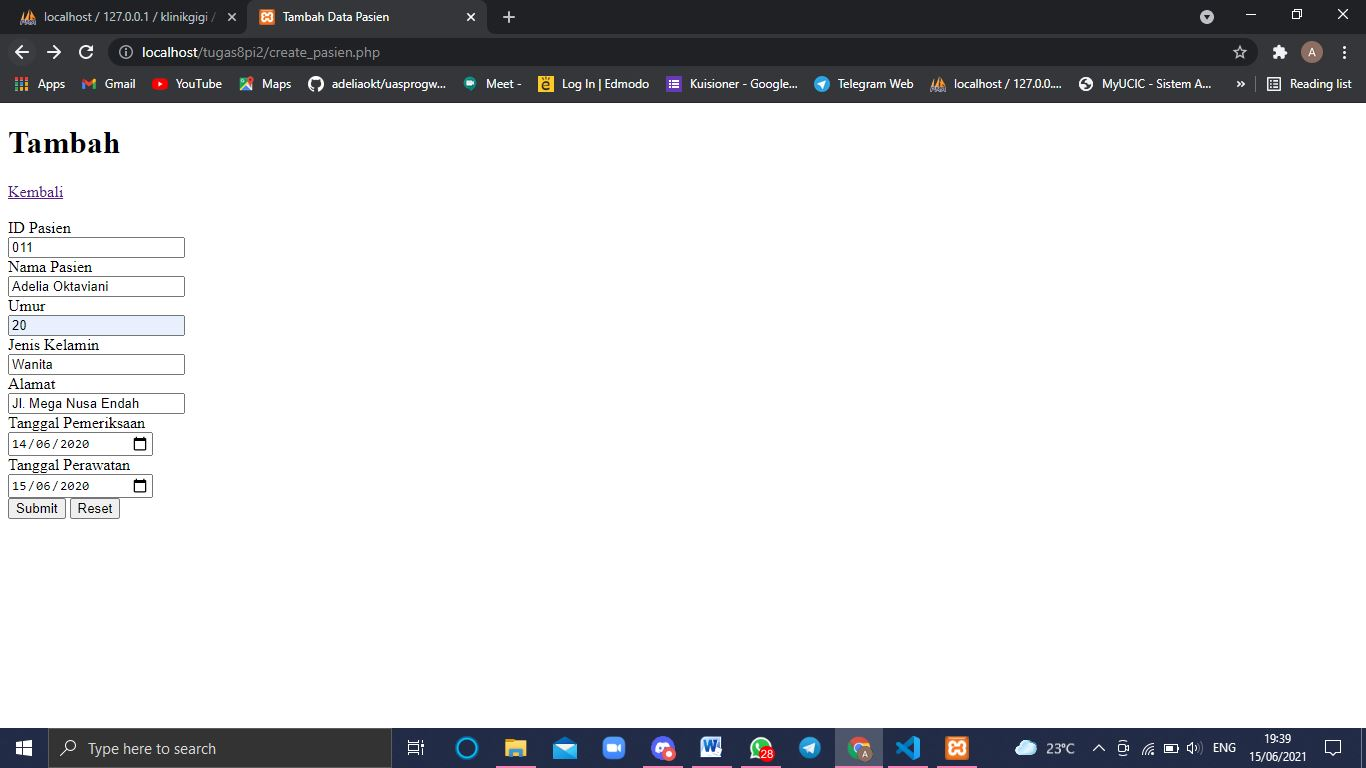 localhost / 127.0.0.1 / klinikgigi /
Tambah Data Pasien
localhost/tugas8pi2/create_pasien.php
A
Apps
Gmail
YouTube
Maps
adeliaokt/uasprogw...
Meet -
Log In | Edmodo
Kuisioner - Google...
Telegram Web
localhost / 127.0.0....
MyUCIC - Sistem A...
»
Reading list
Tambah
Kembali
ID Pasien
011
Nama Pasien
Adelia Oktaviani
Umur
20
Jenis Kelamin
Wanita
Alamat
Jl. Mega Nusa Endah
Tanggal Pemeriksaan
14/06/2020
Tanggal Perawatan
15/06/2020
Submit Reset
Type here to search
28
A
23°C
ENG
19:39
15/06/2021